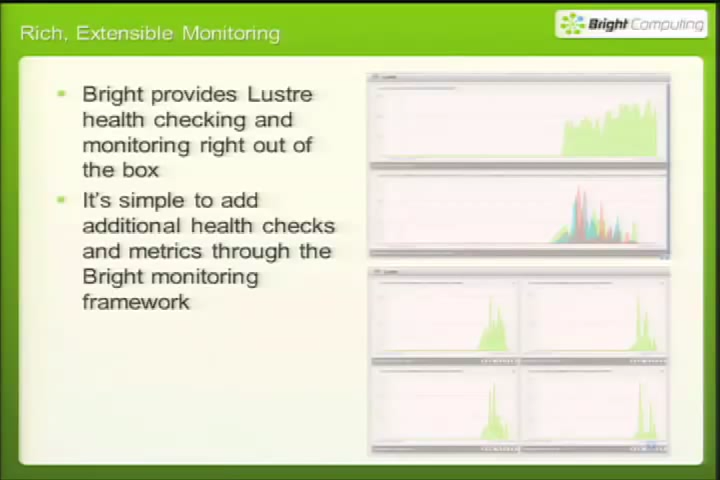 Rich, Extensible Monitoring
Bright Computing
Bright provides Lustre
health checking and
monitoring right out of
the box
It's simple to add
additional health checks
and metrics through the
Bright monitoring
framework